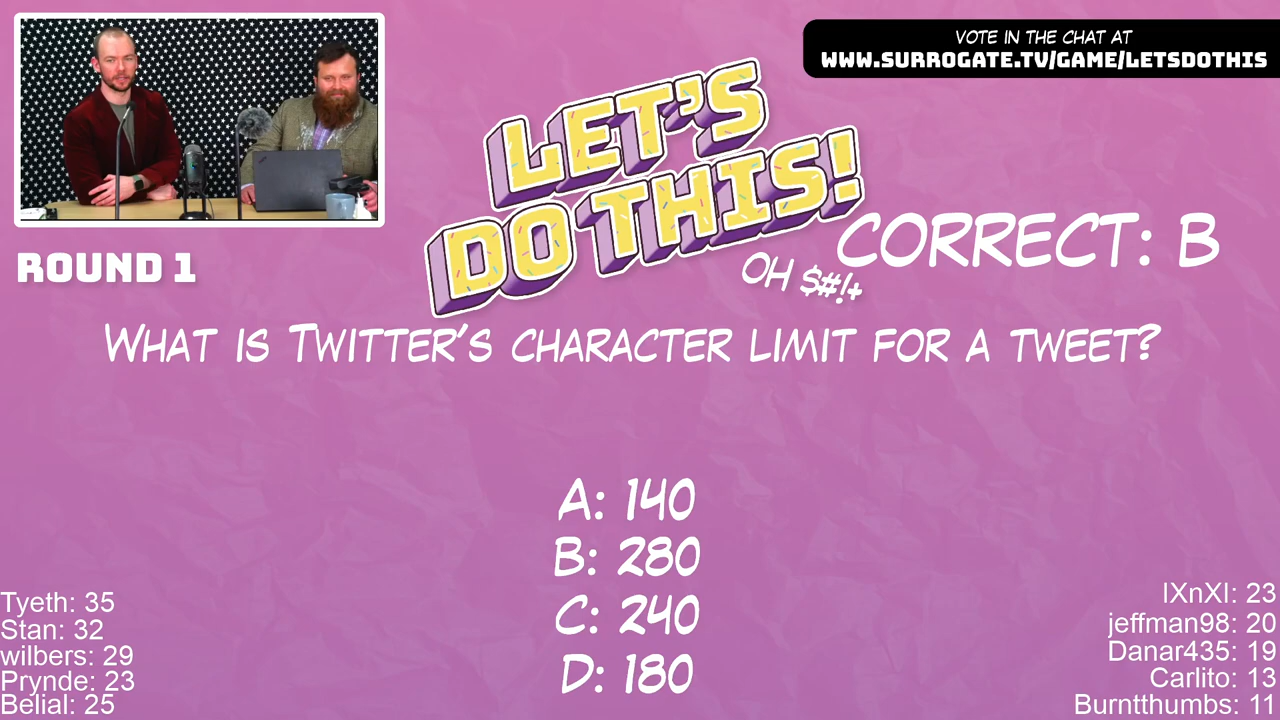 VOTE IN THE CHAT AT
WWW.SURROGATE.TV/GAME/LETSDOTHIS
LET'S
DO THIS!
OH $#!+
CORRECT: B
ROUND 1
WHAT IS TWITTER'S CHARACTER LIMIT FOR A TWEET?
A: 140
B: 280
C: 240
D: 180
Tyeth: 35
Stan: 32
wilbers: 29
Prynde: 23
Belial: 25
IXnXI: 23
jeffman98: 20
Danar435: 19
Carlito: 13
Burntthumbs: 11